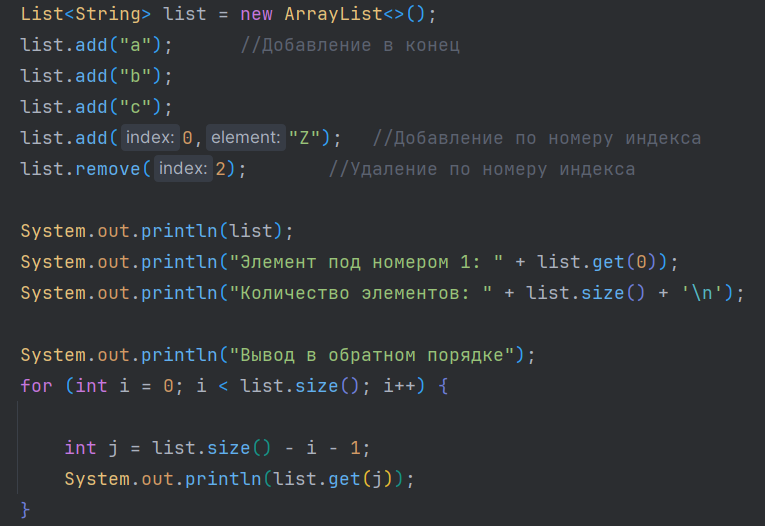 List<String> list = new ArrayList<>();
list.add("a");      //Добавление в конец
list.add("b");
list.add("c");
list.add(index: 0, element: "Z");   //Добавление по номеру индекса
list.remove(index: 2);        //Удаление по номеру индекса
System.out.println(list);
System.out.println("Элемент под номером 1: " + list.get(0));
System.out.println("Количество элементов: " + list.size() + '\n');
System.out.println("Вывод в обратном порядке");
for (int i = 0; i < list.size(); i++) {
    int j = list.size() - i - 1;
    System.out.println(list.get(j));
}